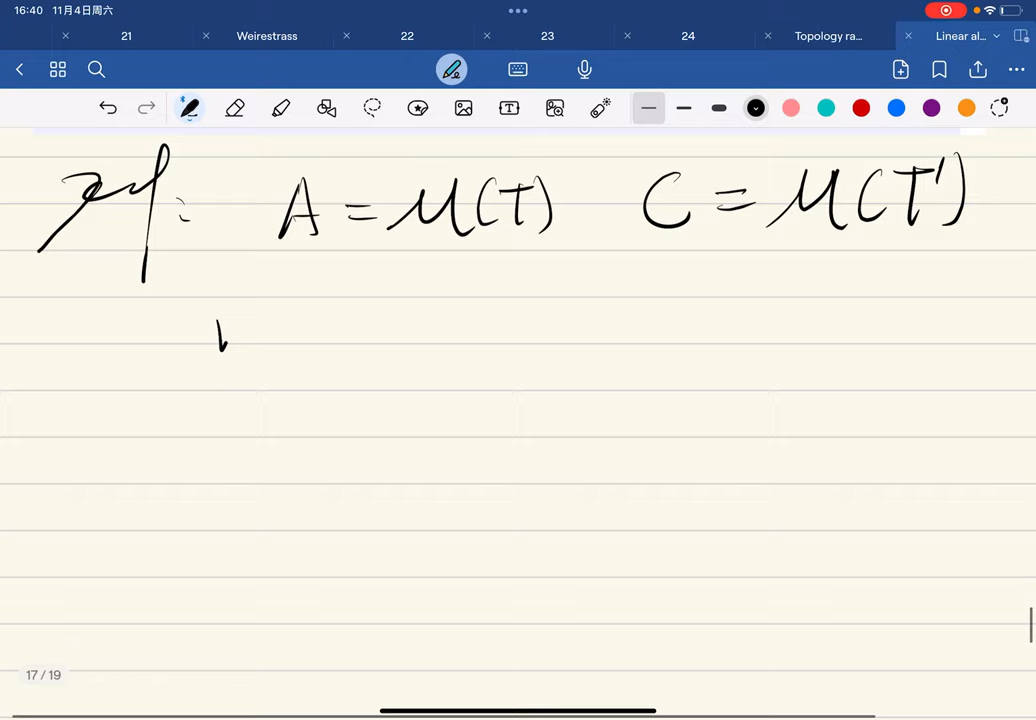 16:40 11月4日周六
21 Weirestrass 22 23 24 Topology ra... Linear al...
pf: A = M(T) C = M(T')
17 / 19